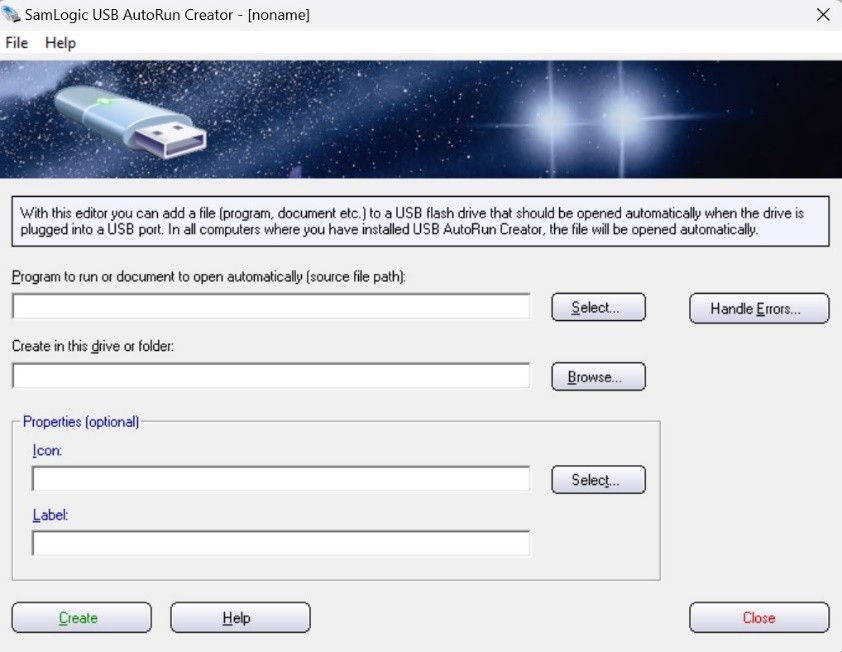 SamLogic USB AutoRun Creator - [noname]
File Help
With this editor you can add a file (program, document etc.) to a USB flash drive that should be opened automatically when the drive is
plugged into a USB port. In all computers where you have installed USB AutoRun Creator, the file will be opened automatically.
Program to run or document to open automatically (source file path):
Select... Handle Errors...
Create in this drive or folder:
Browse...
Properties (optional)
Icon:
Select...
Label:
Create Help Close